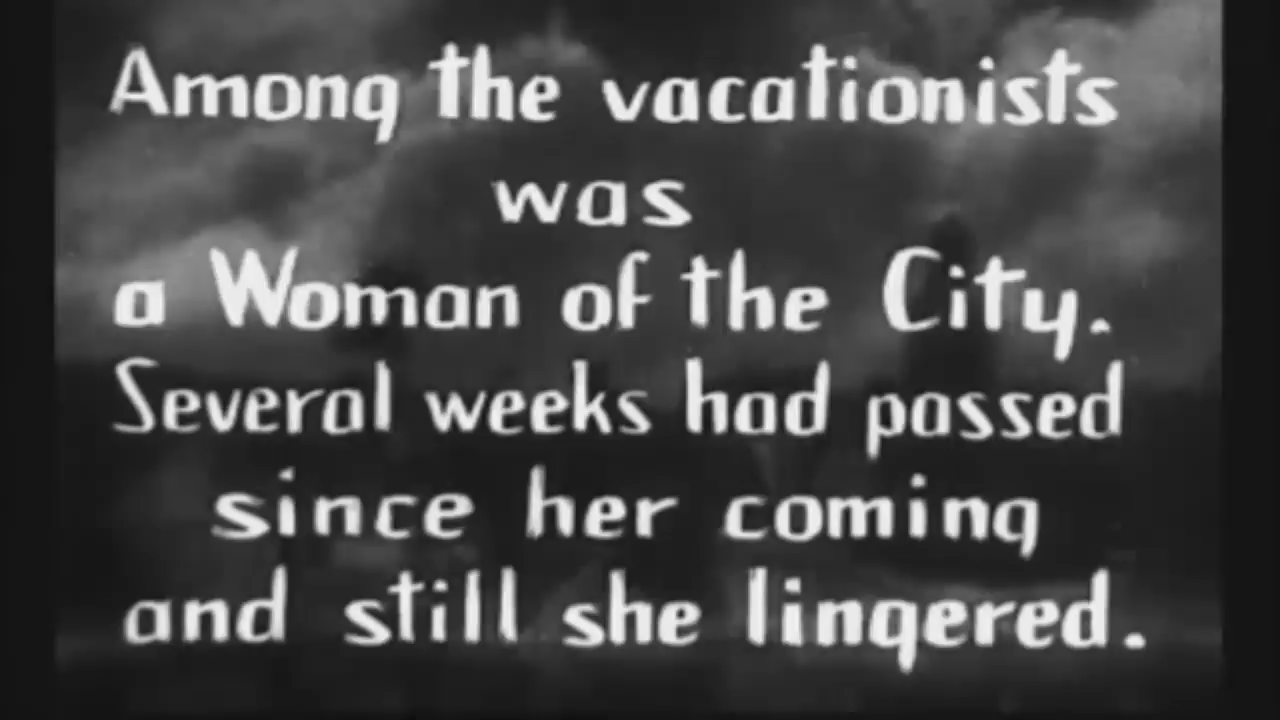 Among the vacationists
was
a Woman of the City.
Several weeks had passed
since her coming
and still she lingered.